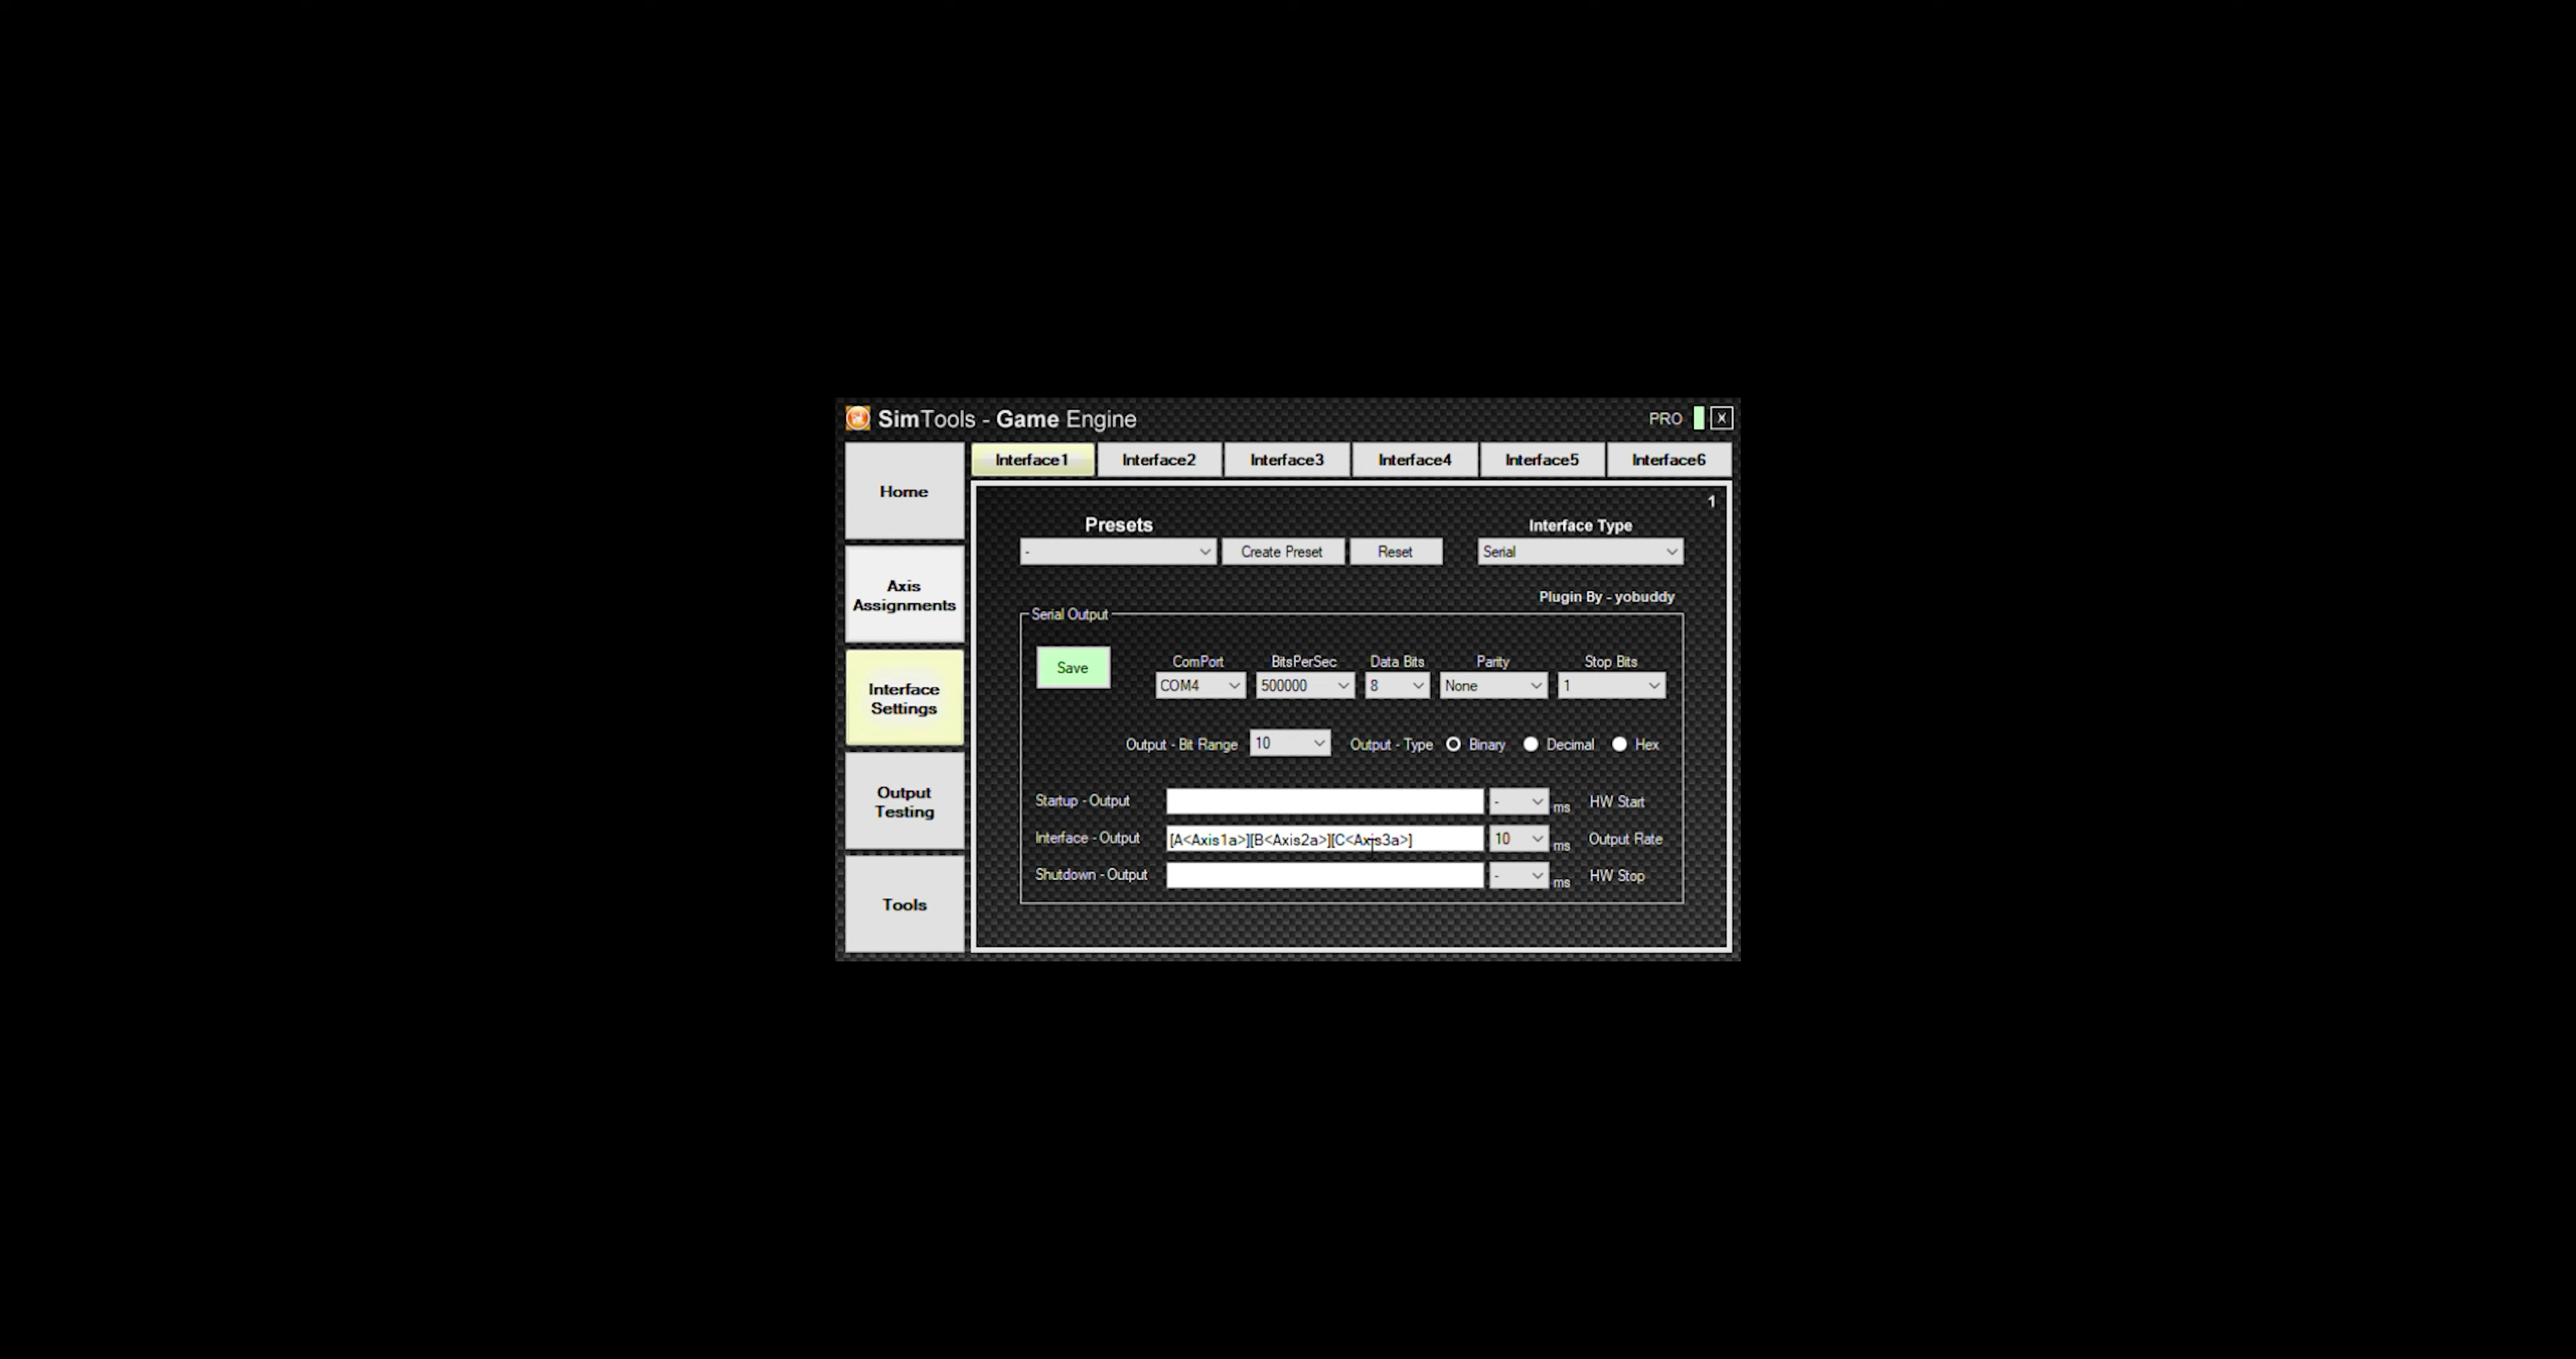 SimTools - Game Engine
PRO
X
Home
Axis
Assignments
Interface
Settings
Output
Testing
Tools
Interface1 Interface2 Interface3 Interface4 Interface5 Interface6
1
Presets
Interface Type
- Create Preset Reset Serial
Plugin By - yobuddy
Serial Output
Save
ComPort BitsPerSec Data Bits Parity Stop Bits
COM4 500000 8 None 1
Output - Bit Range 10 Output - Type Binary Decimal Hex
Startup - Output - ms HW Start
Interface - Output [A<Axis1a>][B<Axis2a>][C<Axis3a>] 10 ms Output Rate
Shutdown - Output - ms HW Stop